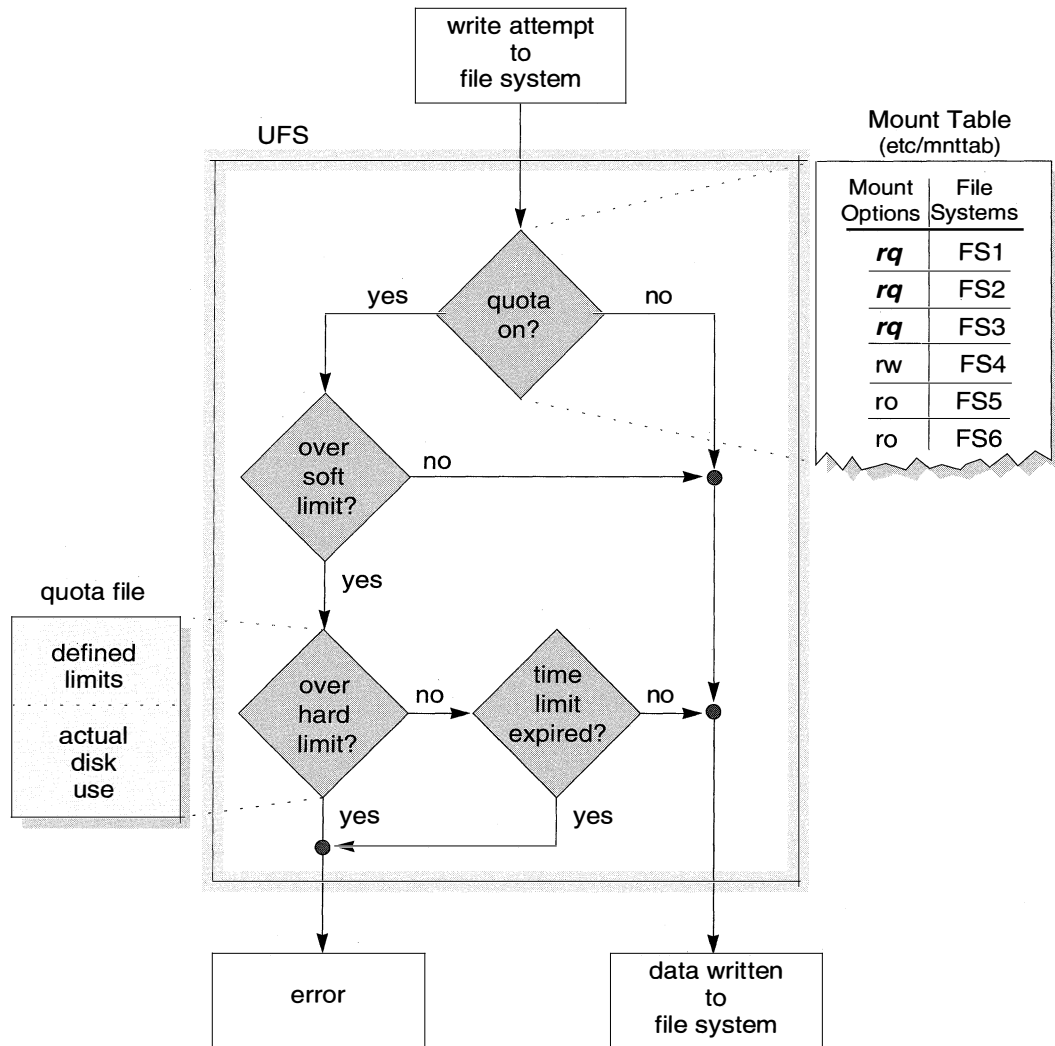 write attempt
to
file system
UFS
Mount Table
(etc/mnttab)
Mount Options | File Systems
rq FS1
rq FS2
rq FS3
rw FS4
ro FS5
ro FS6
quota
on?
yes
no
over
soft
limit?
no
yes
quota file
defined
limits
actual
disk
use
over
hard
limit?
no
time
limit
expired?
no
yes
yes
error
data written
to
file system